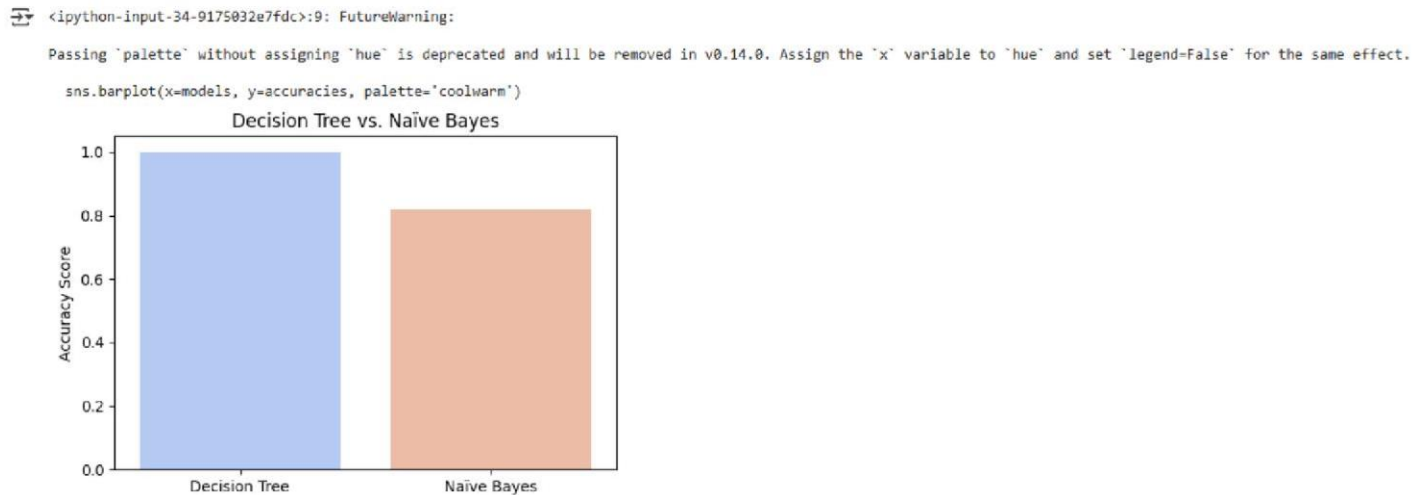 <ipython-input-34-9175032e7fdc>:9: FutureWarning:
Passing `palette` without assigning `hue` is deprecated and will be removed in v0.14.0. Assign the `x` variable to `hue` and set `legend=False` for the same effect.
sns.barplot(x=models, y=accuracies, palette='coolwarm')
Decision Tree vs. Naïve Bayes
1.0
0.8
0.6
0.4
0.2
0.0
Accuracy Score
Decision Tree
Naïve Bayes